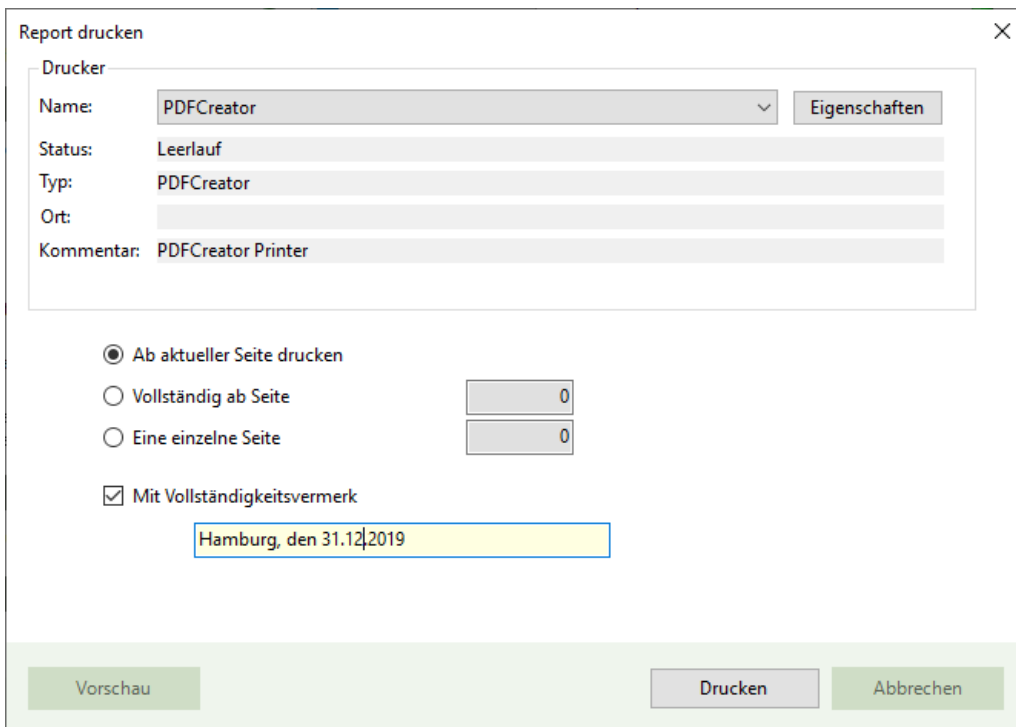 Report drucken
Drucker
Name: PDFCreator Eigenschaften
Status: Leerlauf
Typ: PDFCreator
Ort:
Kommentar: PDFCreator Printer
Ab aktueller Seite drucken
Vollständig ab Seite 0
Eine einzelne Seite 0
Mit Vollständigkeitsvermerk
Hamburg, den 31.12.2019
Vorschau Drucken Abbrechen